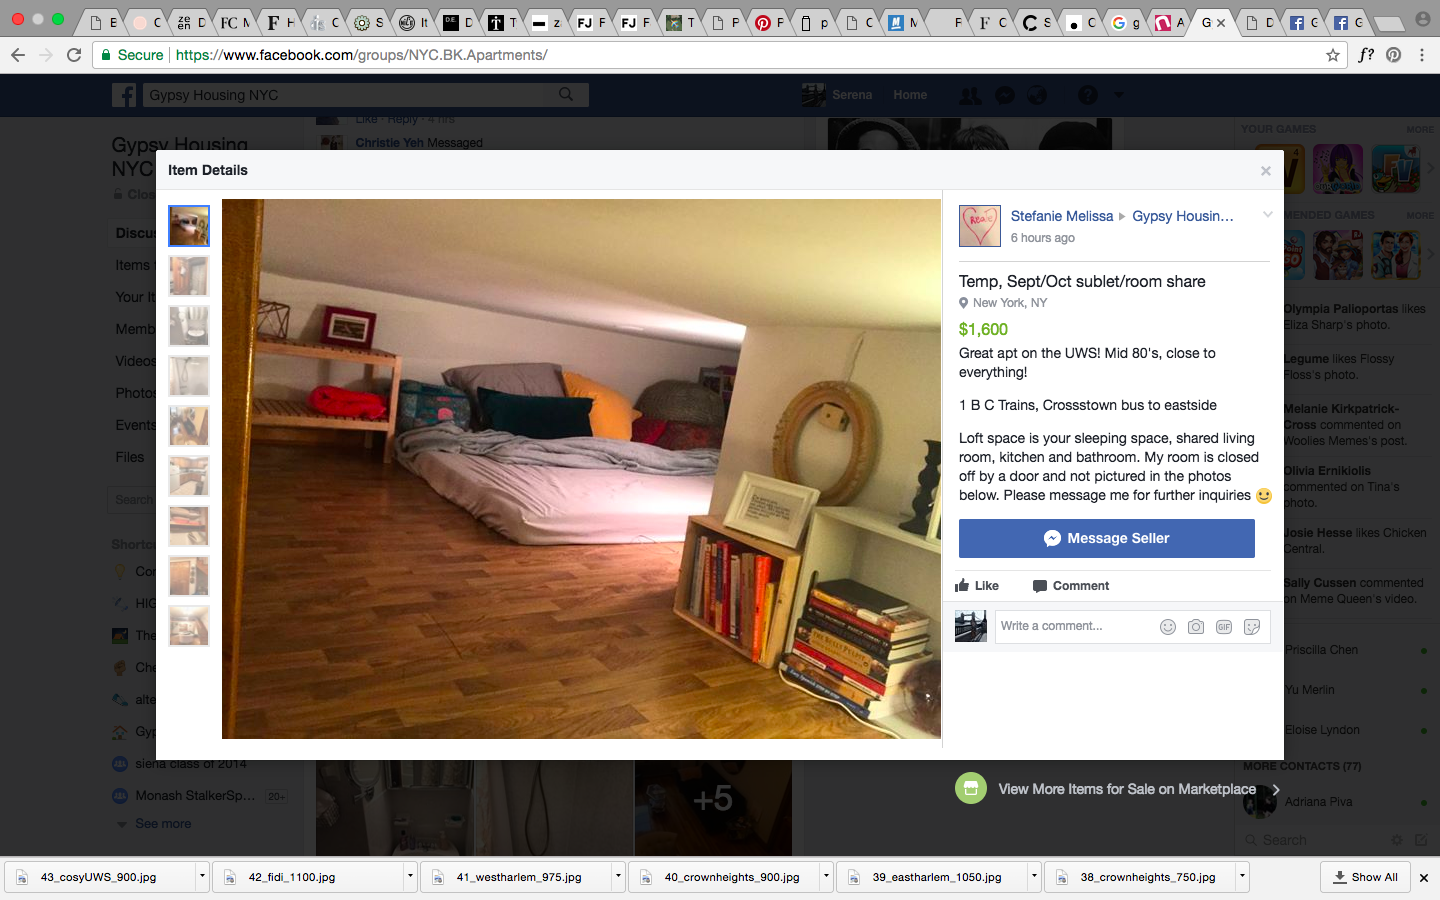 Secure
https://www.facebook.com/groups/NYC.BK.Apartments/
Gypsy Housing NYC
Serena
Home
Gypsy Housing
NYC
Like · Reply · 4 hrs
Christie Yeh Messaged
YOUR GAMES
MORE
Item Details
Discus
Items
Your It
Memb
Videos
Photos
Events
Files
Search
Shortc
Stefanie Melissa
Gypsy Housin...
6 hours ago
Temp, Sept/Oct sublet/room share
New York, NY
$1,600
Great apt on the UWS! Mid 80's, close to
everything!
1 B C Trains, Crossstown bus to eastside
Loft space is your sleeping space, shared living
room, kitchen and bathroom. My room is closed
off by a door and not pictured in the photos
below. Please message me for further inquiries
Message Seller
Like
Comment
Write a comment...
GIF
MENDED GAMES
MORE
Olympia Palioportas likes
Eliza Sharp's photo.
Legume likes Flossy
Floss's photo.
Melanie Kirkpatrick-
Cross commented on
Woolies Memes's post.
Olivia Ernikiolis
commented on Tina's
photo.
Josie Hesse likes Chicken
Central.
Sally Cussen commented
on Meme Queen's video.
Priscilla Chen
Yu Merlin
Eloise Lyndon
MORE CONTACTS (77)
Adriana Piva
Search
siena class of 2014
Monash StalkerSp...
20+
See more
+5
View More Items for Sale on Marketplace
43_cosyUWS_900.jpg
42_fidi_1100.jpg
41_westharlem_975.jpg
40_crownheights_900.jpg
39_eastharlem_1050.jpg
38_crownheights_750.jpg
Show All